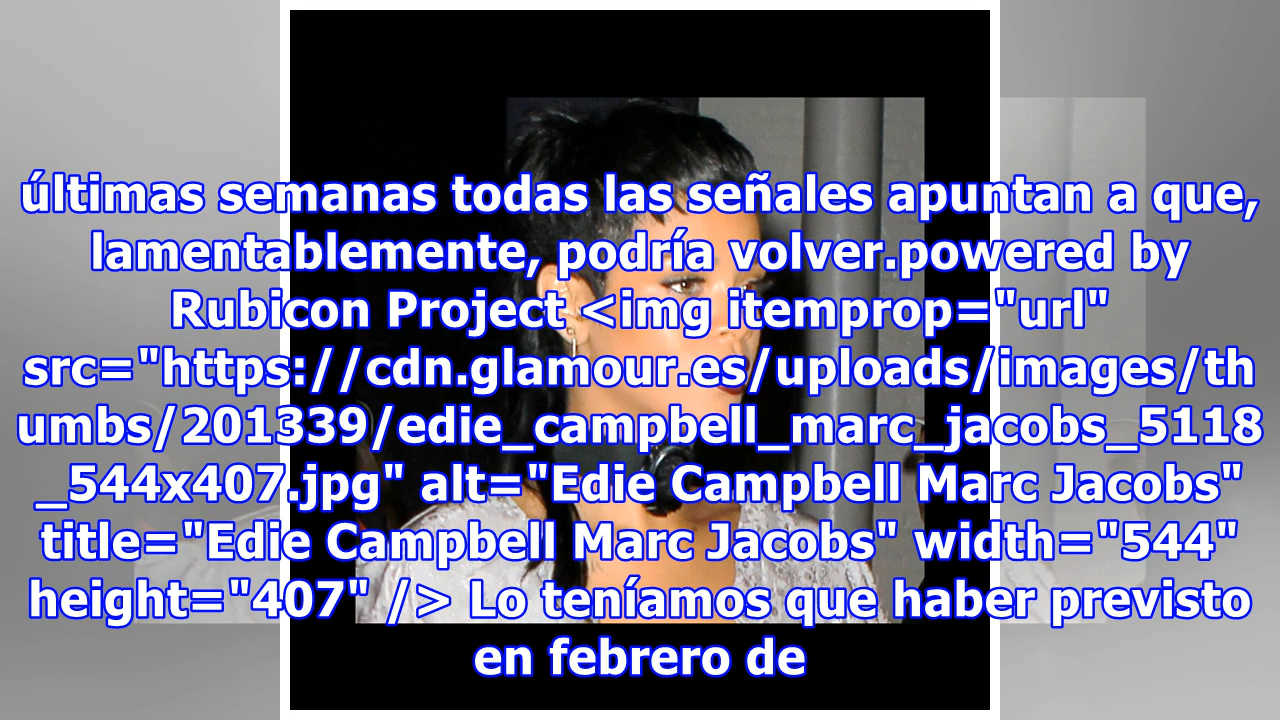 últimas semanas todas las señales apuntan a que,
lamentablemente, podría volver.powered by
Rubicon Project <img itemprop="url"
src="https://cdn.glamour.es/uploads/images/th
umbs/201339/edie_campbell_marc_jacobs_5118
_544x407.jpg" alt="Edie Campbell Marc Jacobs"
title="Edie Campbell Marc Jacobs" width="544"
height="407" /> Lo teníamos que haber previsto
en febrero de